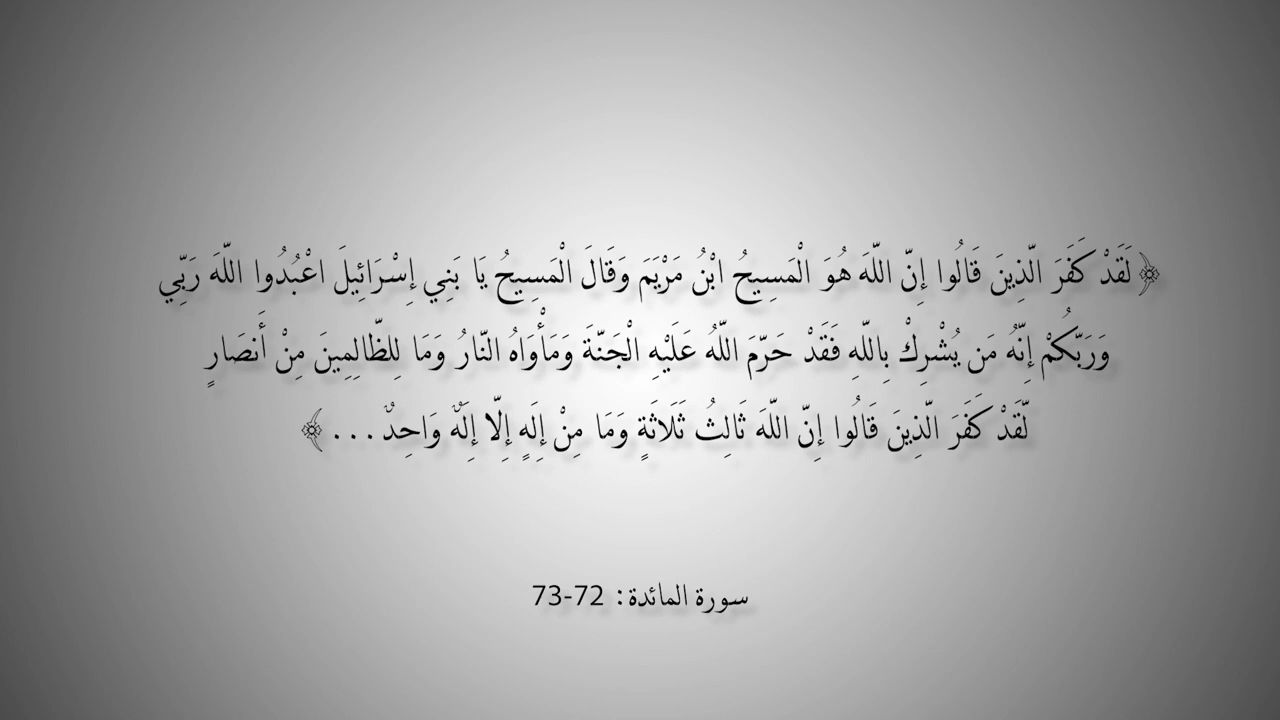 ﴿لَقَدْ كَفَرَ الَّذِينَ قَالُوا إِنَّ اللَّهَ هُوَ الْمَسِيحُ ابْنُ مَرْيَمَ وَقَالَ الْمَسِيحُ يَا بَنِي إِسْرَائِيلَ اعْبُدُوا اللَّهَ رَبِّي
وَرَبَّكُمْ إِنَّهُ مَن يُشْرِكْ بِاللَّهِ فَقَدْ حَرَّمَ اللَّهُ عَلَيْهِ الْجَنَّةَ وَمَأْوَاهُ النَّارُ وَمَا لِلظَّالِمِينَ مِنْ أَنصَارٍ
لَّقَدْ كَفَرَ الَّذِينَ قَالُوا إِنَّ اللَّهَ ثَالِثُ ثَلَاثَةٍ وَمَا مِنْ إِلَهٍ إِلَّا إِلَهٌ وَاحِدٌ ... ﴾
سورة المائدة: 72-73